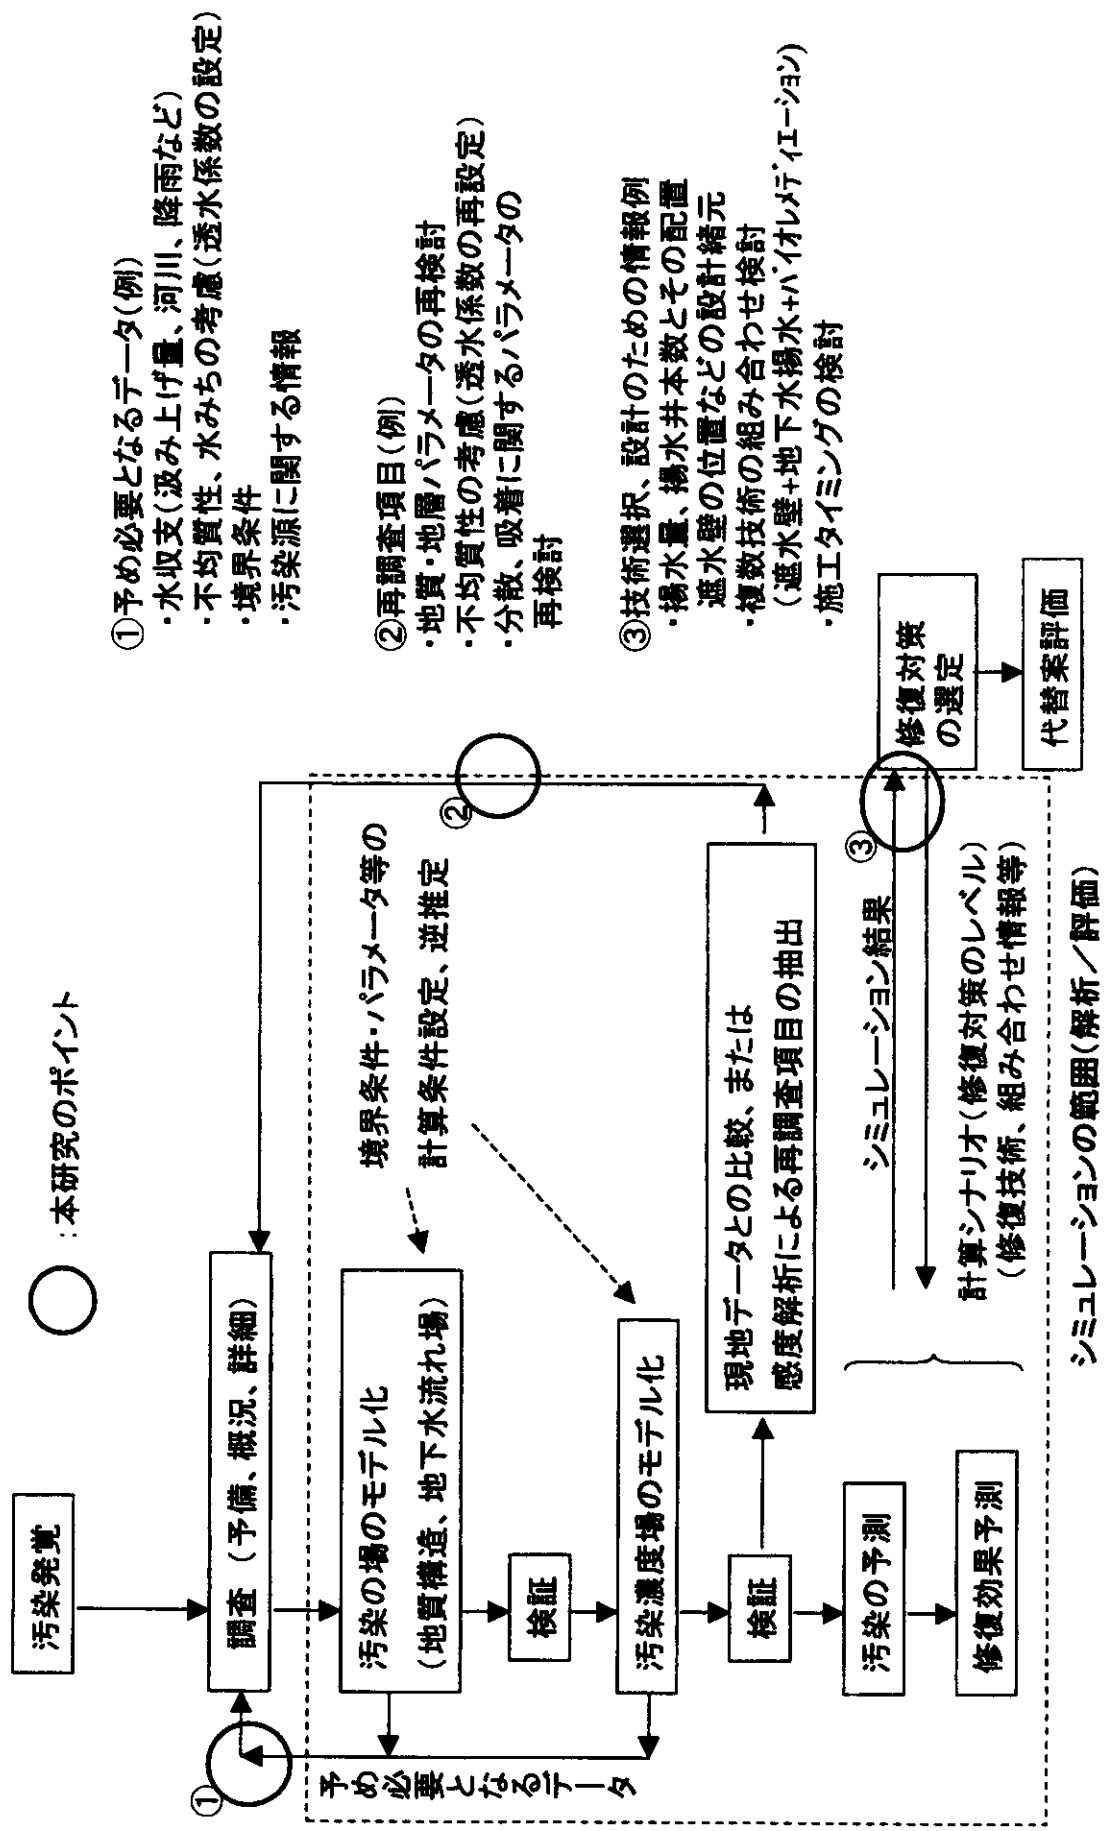 汚染発覚
:本研究のポイント
調査（予備、概況、詳細）
①
予め必要となるデータ
汚染の場のモデル化
(地質構造、地下水流れ場)
境界条件・パラメータ等の
計算条件設定、逆推定
検証
②
汚染濃度場のモデル化
検証
現地データとの比較、または
感度解析による再調査項目の抽出
汚染の予測
修復効果予測
シミュレーション結果
③
計算シナリオ(修復対策のレベル)
(修復技術、組み合わせ情報等)
修復対策
の選定
代替案評価
シミュレーションの範囲(解析／評価)
①予め必要となるデータ(例)
・水収支(汲み上げ量、河川、降雨など)
・不均質性、水みちの考慮(透水係数の設定)
・境界条件
・汚染源に関する情報
②再調査項目(例)
・地質・地層パラメータの再検討
・不均質性の考慮(透水係数の再設定)
・分散、吸着に関するパラメータの
再検討
③技術選択、設計のための情報例
・揚水量、揚水井本数とその配置
遮水壁の位置などの設計緒元
・複数技術の組み合わせ検討
(遮水壁+地下水揚水+バイオレメディエーション)
・施工タイミングの検討